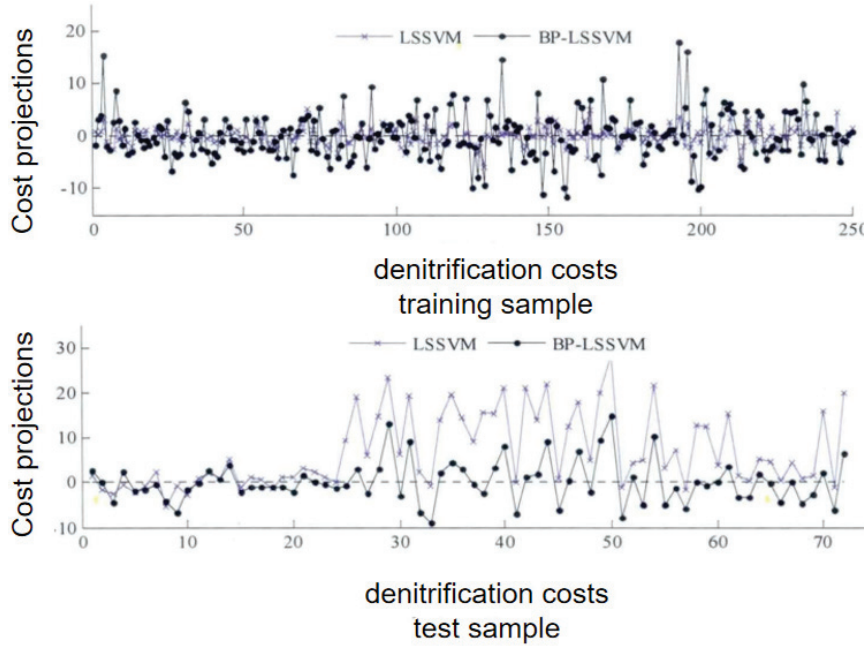 Cost projections
LSSVM BP-LSSVM
20
10
0
-10
0 50 100 150 200 250
denitrification costs
training sample
Cost projections
LSSVM BP-LSSVM
30
20
10
0
-10
0 10 20 30 40 50 60 70
denitrification costs
test sample